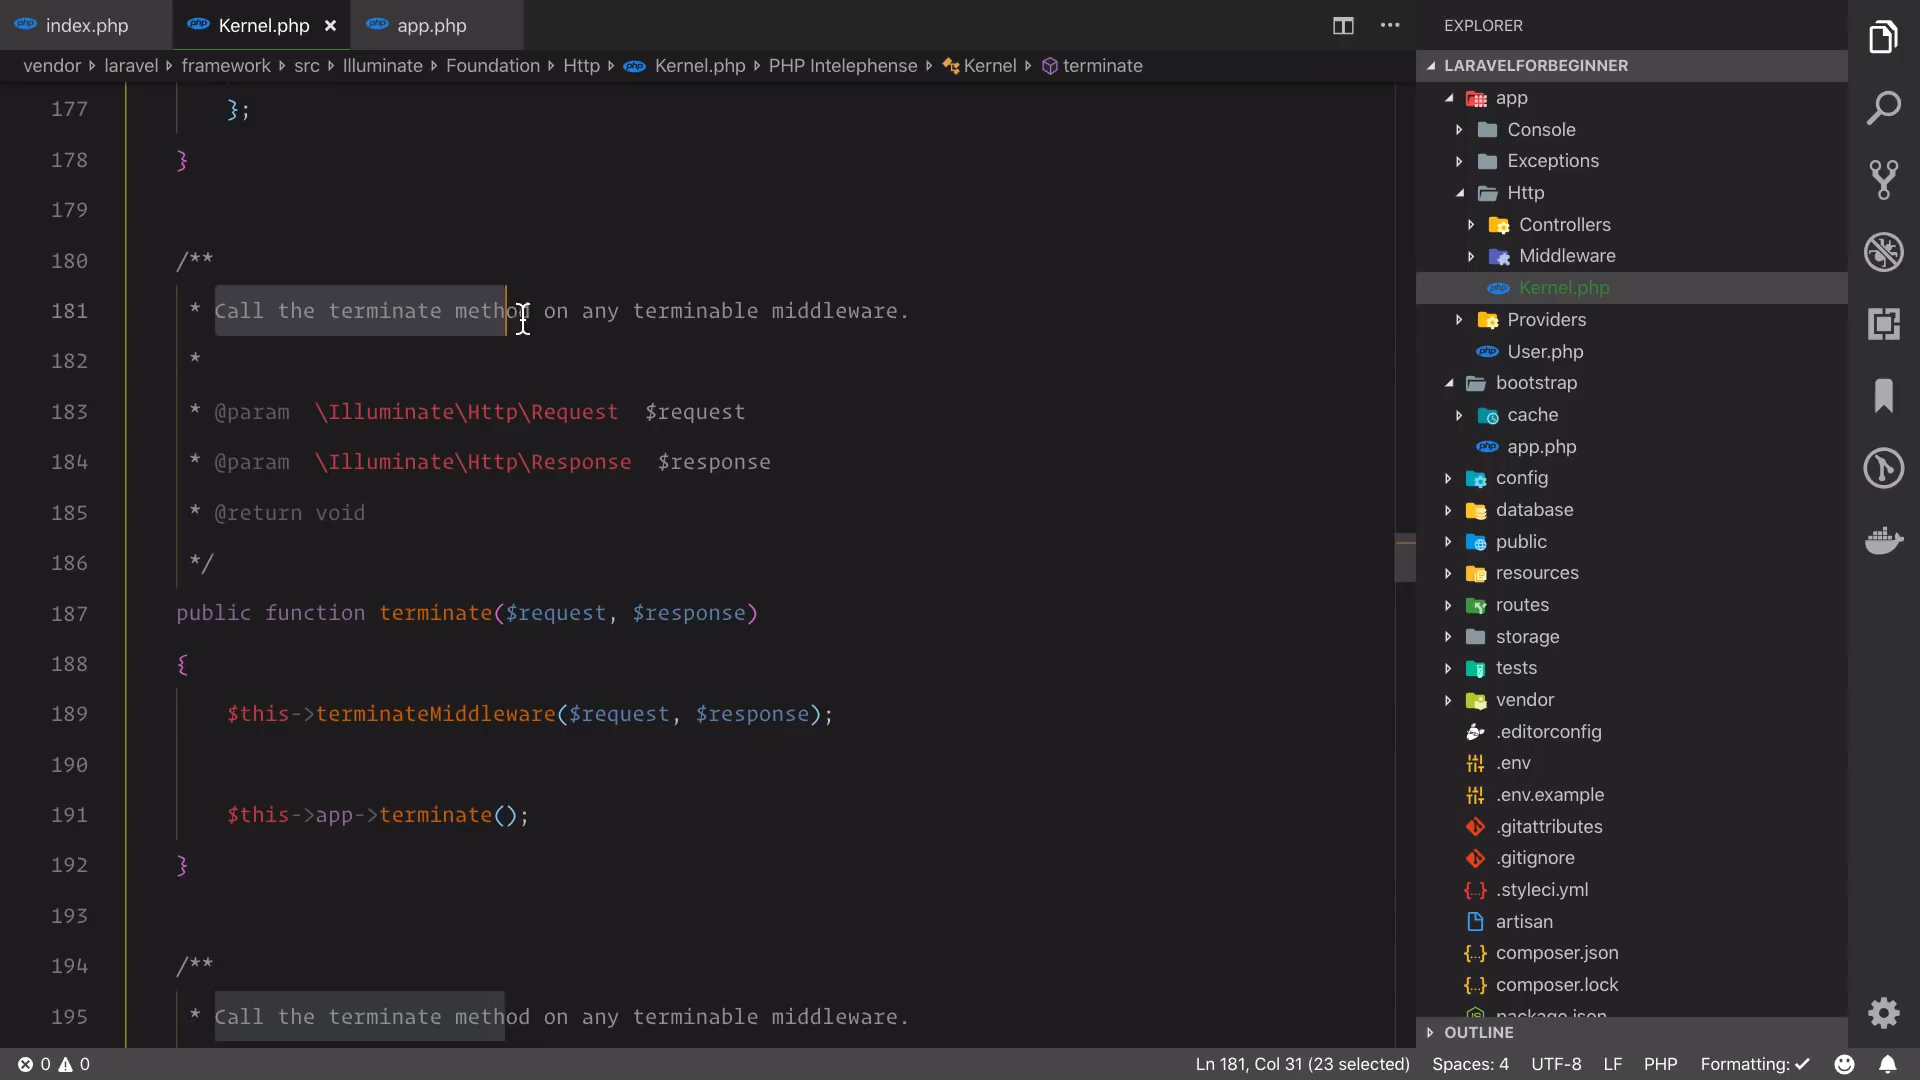 index.php
Kernel.php
app.php
vendor laravel framework src Illuminate Foundation Http Kernel.php PHP Intelephense Kernel terminate
177 };
178 }
179
180 /**
181 * Call the terminate method on any terminable middleware.
182 *
183 * @param \Illuminate\Http\Request $request
184 * @param \Illuminate\Http\Response $response
185 * @return void
186 */
187 public function terminate($request, $response)
188 {
189 $this->terminateMiddleware($request, $response);
190
191 $this->app->terminate();
192 }
193
194 /**
195 * Call the terminate method on any terminable middleware.
EXPLORER
LARAVELFORBEGINNER
app
Console
Exceptions
Http
Controllers
Middleware
Kernel.php
Providers
User.php
bootstrap
cache
app.php
config
database
public
resources
routes
storage
tests
vendor
.editorconfig
.env
.env.example
.gitattributes
.gitignore
.styleci.yml
artisan
composer.json
composer.lock
package.json
OUTLINE
0 0
Ln 181, Col 31 (23 selected) Spaces: 4 UTF-8 LF PHP Formatting: ✓